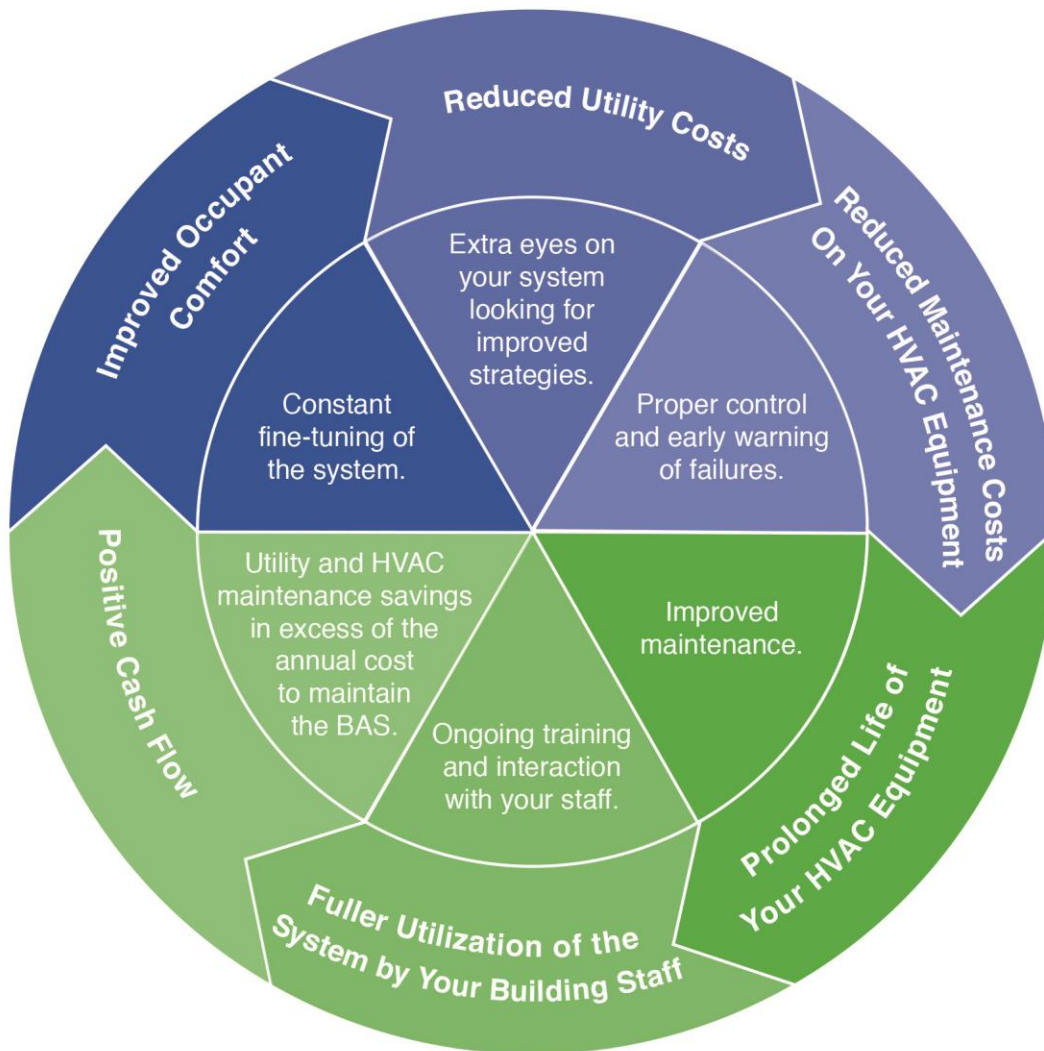 Reduced Utility Costs
Extra eyes on
your system
looking for
improved
strategies.
Reduced Maintenance Costs
On Your HVAC Equipment
Proper control
and early warning
of failures.
Prolonged Life of
Your HVAC Equipment
Improved
maintenance.
Fuller Utilization of the
System by Your Building Staff
Ongoing training
and interaction
with your staff.
Positive Cash Flow
Utility and HVAC
maintenance savings
in excess of the
annual cost
to maintain
the BAS.
Improved Occupant
Comfort
Constant
fine-tuning of
the system.